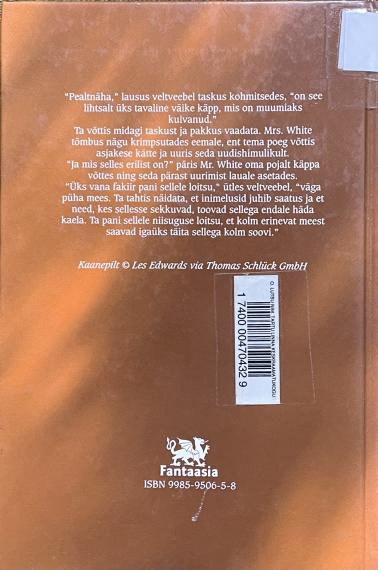 “Pealtnäha,” lausus veltveebel taskus kohmitsedes, “on see
lihtsalt üks tavaline väike käpp, mis on muumiaks
kuivanud.”
Ta võttis midagi taskust ja pakkus vaadata. Mrs. White
tõmbus krimpsutades eemale, ent tema poeg võttis
asjakese kätte ja uuris seda uudishimulikult.
“Ja mis selles erilist on?” päris Mr. White oma pojalt käppa
võttes ning seda pärast uurimist lauale asetades.
“Üks vana fakiir pani sellele loitsu,” ütles veltveebel, “väga
püha mees. Ta tahtis näidata, et inimelusid juhib saatus ja et
need, kes sellesse sekkuvad, toovad sellega endale häda
kaela. Ta pani sellele niisuguse loitsu, et kolm erinevat meest
saavad igaüks täita sellega kolm soovi.”
Kaanepilt © Les Edwards via Thomas Schlück GmbH
O. LUTSU NIM. TARTU LINNA KESKRAAMATUKOGU
1 7400 00470432 9
Fantaasia
ISBN 9985-9506-5-8